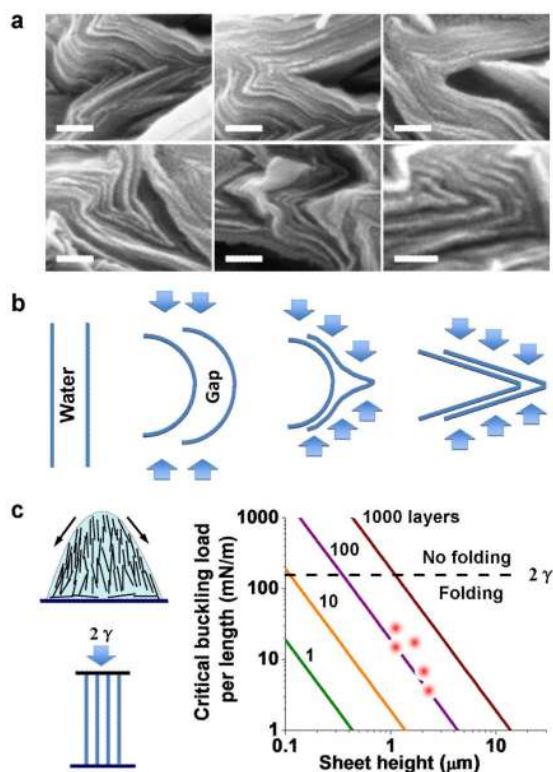 a
b
Water
Gap
c
2 γ
Critical buckling load
per length (mN/m)
1000
100
10
1
1000 layers
100
10
1
No folding
2 γ
Folding
0.1
1
10
Sheet height (μm)